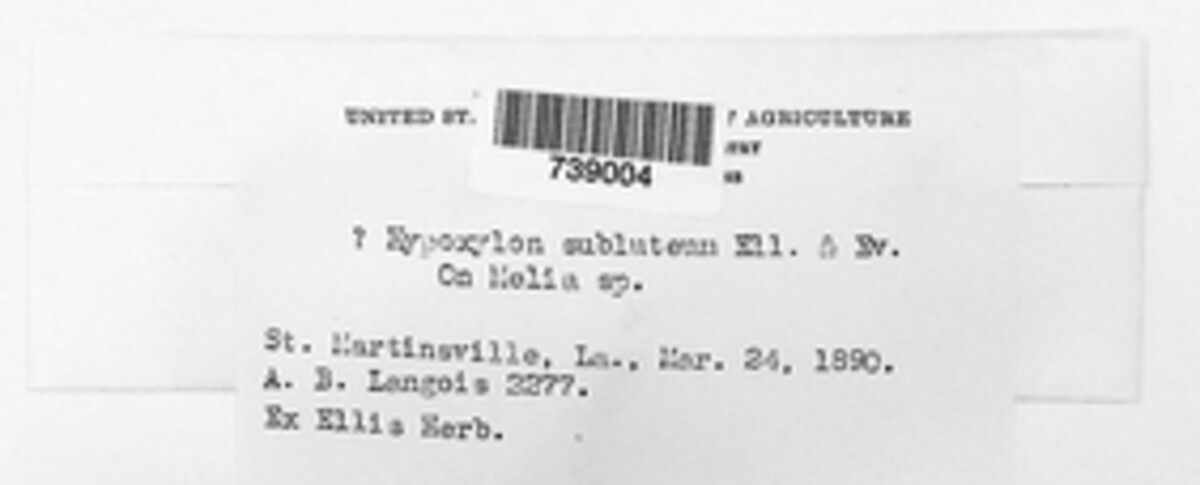 UNITED ST. AGRICULTURE
739004
? Hypoxylon subluteum Ell. & Ev.
On Melia sp.
St. Martinsville, La., Mar. 24, 1890.
A. B. Langois 2277.
Ex Ellis Herb.